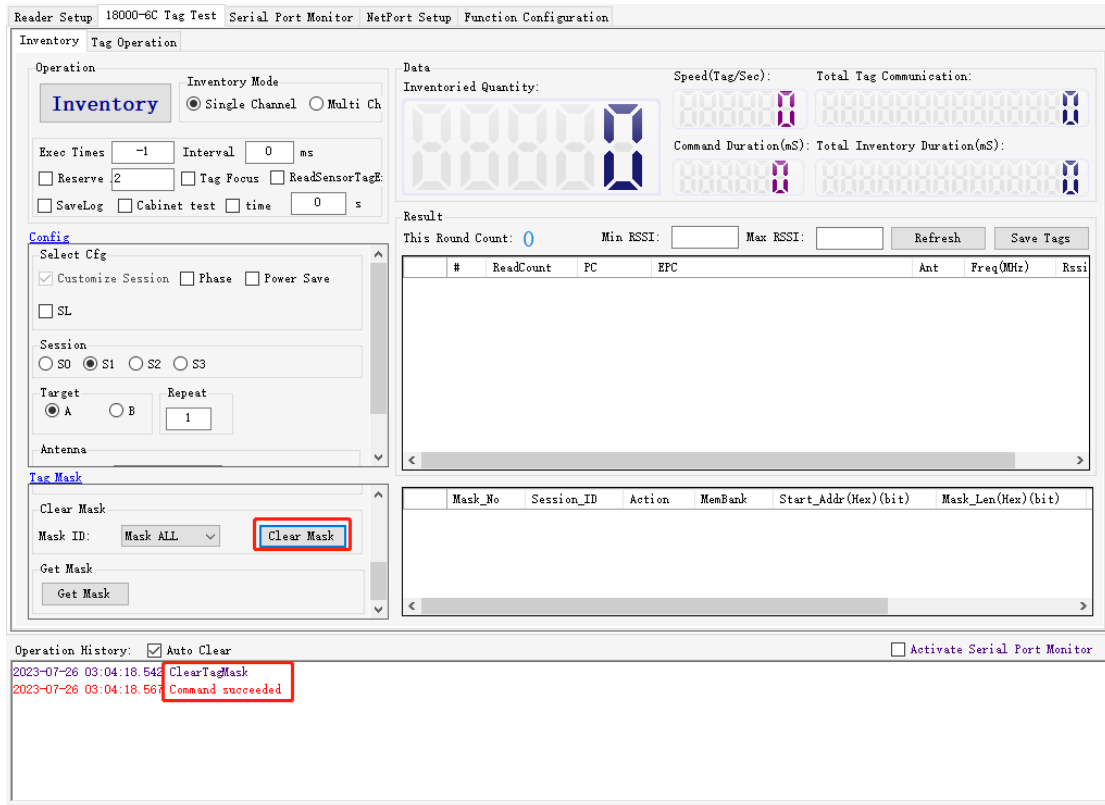 Reader Setup 18000-6C Tag Test Serial Port Monitor NetPort Setup Function Configuration
Inventory Tag Operation
Operation
Inventory
Inventory Mode
Single Channel Multi Ch
Exec Times -1 Interval 0 ms
Reserve .2 Tag Focus ReadSensorTagE:
SaveLog Cabinet test time 0 s
Config
Select Cfg
Customize Session Phase Power Save
SL
Session
S0 S1 S2 S3
Target
A B
Repeat
1
Antenna
Tag Mask
Clear Mask
Mask ID: Mask ALL Clear Mask
Get Mask
Get Mask
Data
Inventoried Quantity:
0
Speed(Tag/Sec): Total Tag Communication:
0 0
Command Duration(mS): Total Inventory Duration(mS):
0 0
Result
This Round Count: 0 Min RSSI: Max RSSI: Refresh Save Tags
# ReadCount PC EPC Ant Freq(MHz) Rssi
Mask_No Session_ID Action MemBank Start_Addr(Hex)(bit) Mask_Len(Hex)(bit)
Operation History: Auto Clear Activate Serial Port Monitor
2023-07-26 03:04:18.542 ClearTagMask
2023-07-26 03:04:18.567 Command succeeded